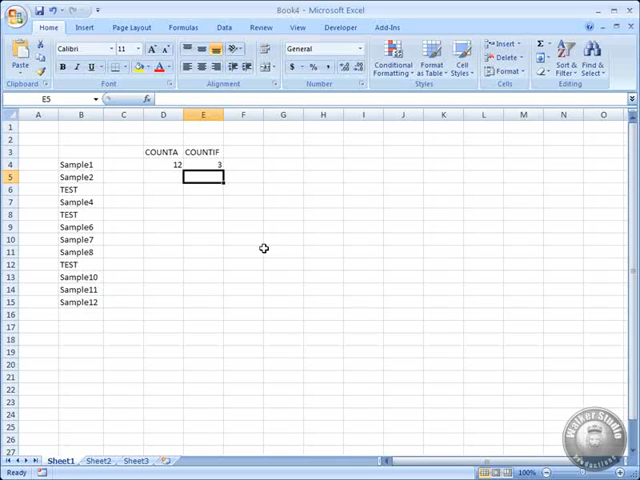 Book4 - Microsoft Excel
Home Insert Page Layout Formulas Data Review View Developer Add-Ins
Calibri 11 General Insert Σ
Paste B I U $ % , Conditional Formatting Format as Table Cell Styles Delete Format Sort & Filter Find & Select
Clipboard Font Alignment Number Styles Cells Editing
E5 fx
A B C D E F G H I J K L M N O
1
2
3 COUNTA COUNTIF
4 Sample1 12 3
5 Sample2
6 TEST
7 Sample4
8 TEST
9 Sample6
10 Sample7
11 Sample8
12 TEST
13 Sample10
14 Sample11
15 Sample12
16
17
18
19
20
21
22
23
24
25
26
27
Walker Studio
Productions
Sheet1 Sheet2 Sheet3
Ready 100%